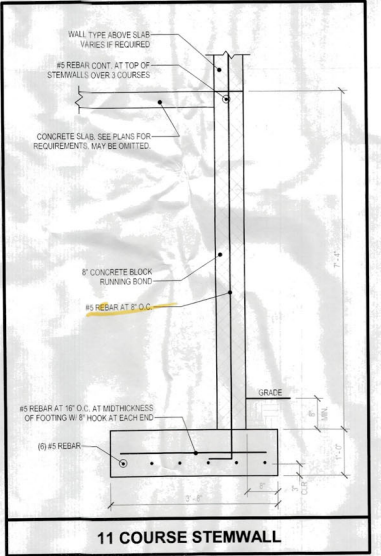 WALL TYPE ABOVE SLAB
VARIES IF REQUIRED
#5 REBAR CONT. AT TOP OF
STEMWALLS OVER 3 COURSES
CONCRETE SLAB, SEE PLANS FOR
REQUIREMENTS. MAY BE OMITTED.
8" CONCRETE BLOCK
RUNNING BOND
#5 REBAR AT 8" O.C.
7'-4"
GRADE
8"
MIN.
#5 REBAR AT 16" O.C. AT MIDTHICKNESS
OF FOOTING W/ 8" HOOK AT EACH END
(6) #5 REBAR
1'-0"
3"
CLR.
11 COURSE STEMWALL